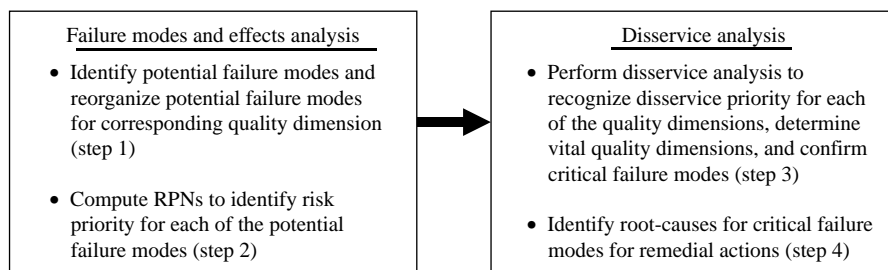 Failure modes and effects analysis
• Identify potential failure modes and
reorganize potential failure modes
for corresponding quality dimension
(step 1)
• Compute RPNs to identify risk
priority for each of the potential
failure modes (step 2)
Disservice analysis
• Perform disservice analysis to
recognize disservice priority for each
of the quality dimensions, determine
vital quality dimensions, and confirm
critical failure modes (step 3)
• Identify root-causes for critical failure
modes for remedial actions (step 4)